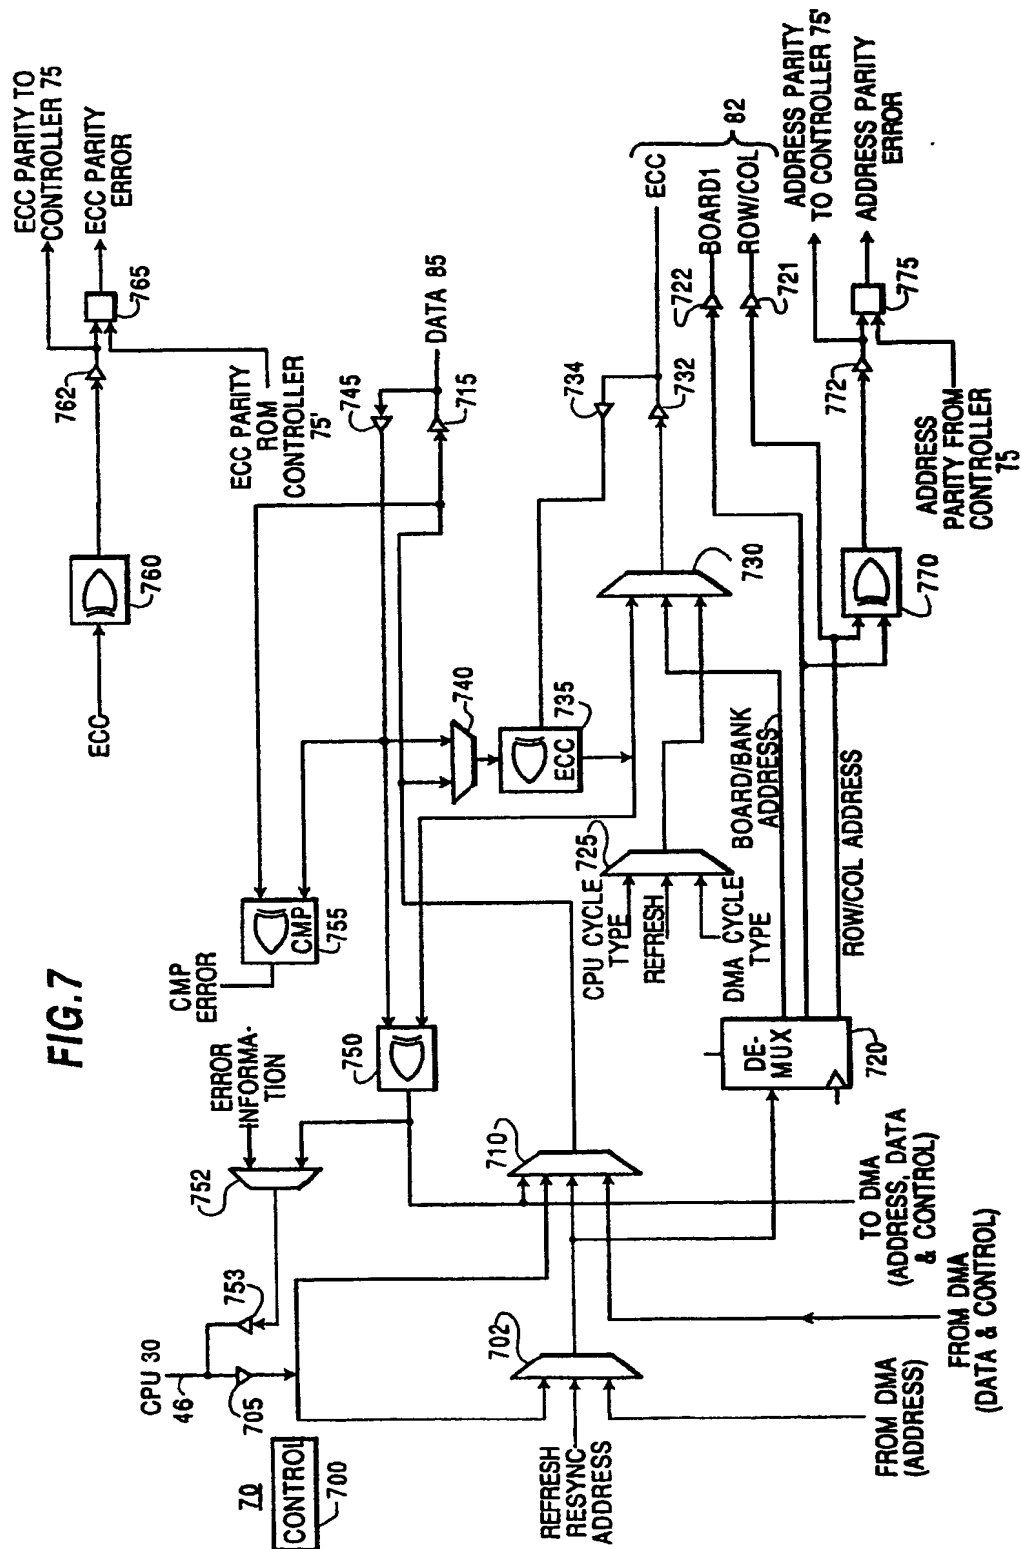 FIG.7
70
CONTROL
700
CPU 30
46
705
753
752
ERROR
INFORMA-
TION
750
CMP
ERROR
CMP
755
ECC
760
762
765
ECC PARITY TO
CONTROLLER 75
ECC PARITY
ERROR
ECC PARITY
ROM
CONTROLLER
75'
745
DATA 85
715
740
735
ECC
734
732
ECC
82
722
BOARD1
ROW/COL
721
730
REFRESH
RESYNC
ADDRESS
702
710
FROM DMA
(ADDRESS)
FROM DMA
(DATA & CONTROL)
TO DMA
(ADDRESS, DATA
& CONTROL)
CPU CYCLE
TYPE
REFRESH
DMA CYCLE
TYPE
725
DE-
MUX
720
BOARD/BANK
ADDRESS
ROW/COL ADDRESS
770
772
775
ADDRESS PARITY
TO CONTROLLER 75'
ADDRESS PARITY
ERROR
ADDRESS
PARITY FROM
CONTROLLER
75